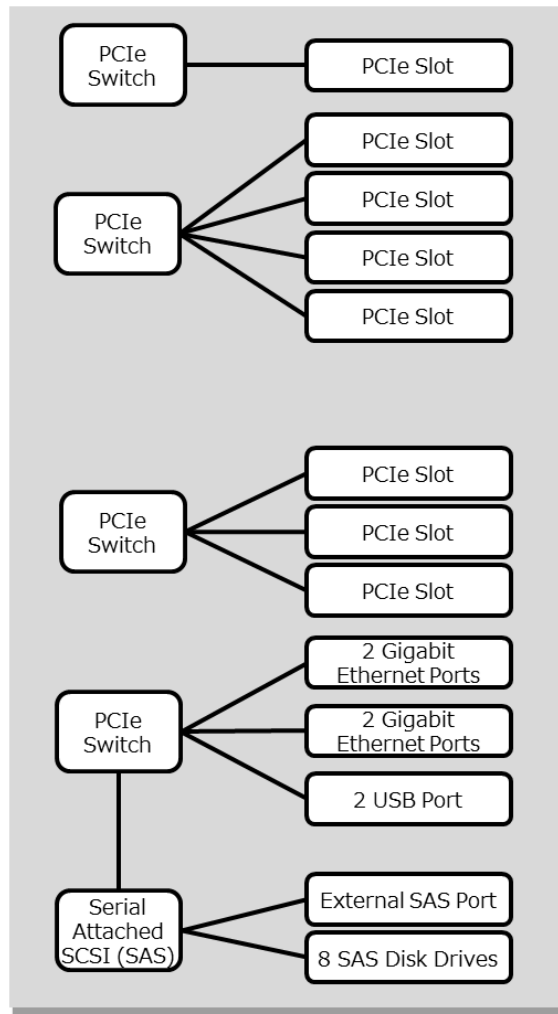 PCIe
Switch
PCIe Slot
PCIe Slot
PCIe Slot
PCIe
Switch
PCIe Slot
PCIe Slot
PCIe Slot
PCIe
Switch
PCIe Slot
PCIe Slot
2 Gigabit
Ethernet Ports
PCIe
Switch
2 Gigabit
Ethernet Ports
2 USB Port
Serial
Attached
SCSI (SAS)
External SAS Port
8 SAS Disk Drives